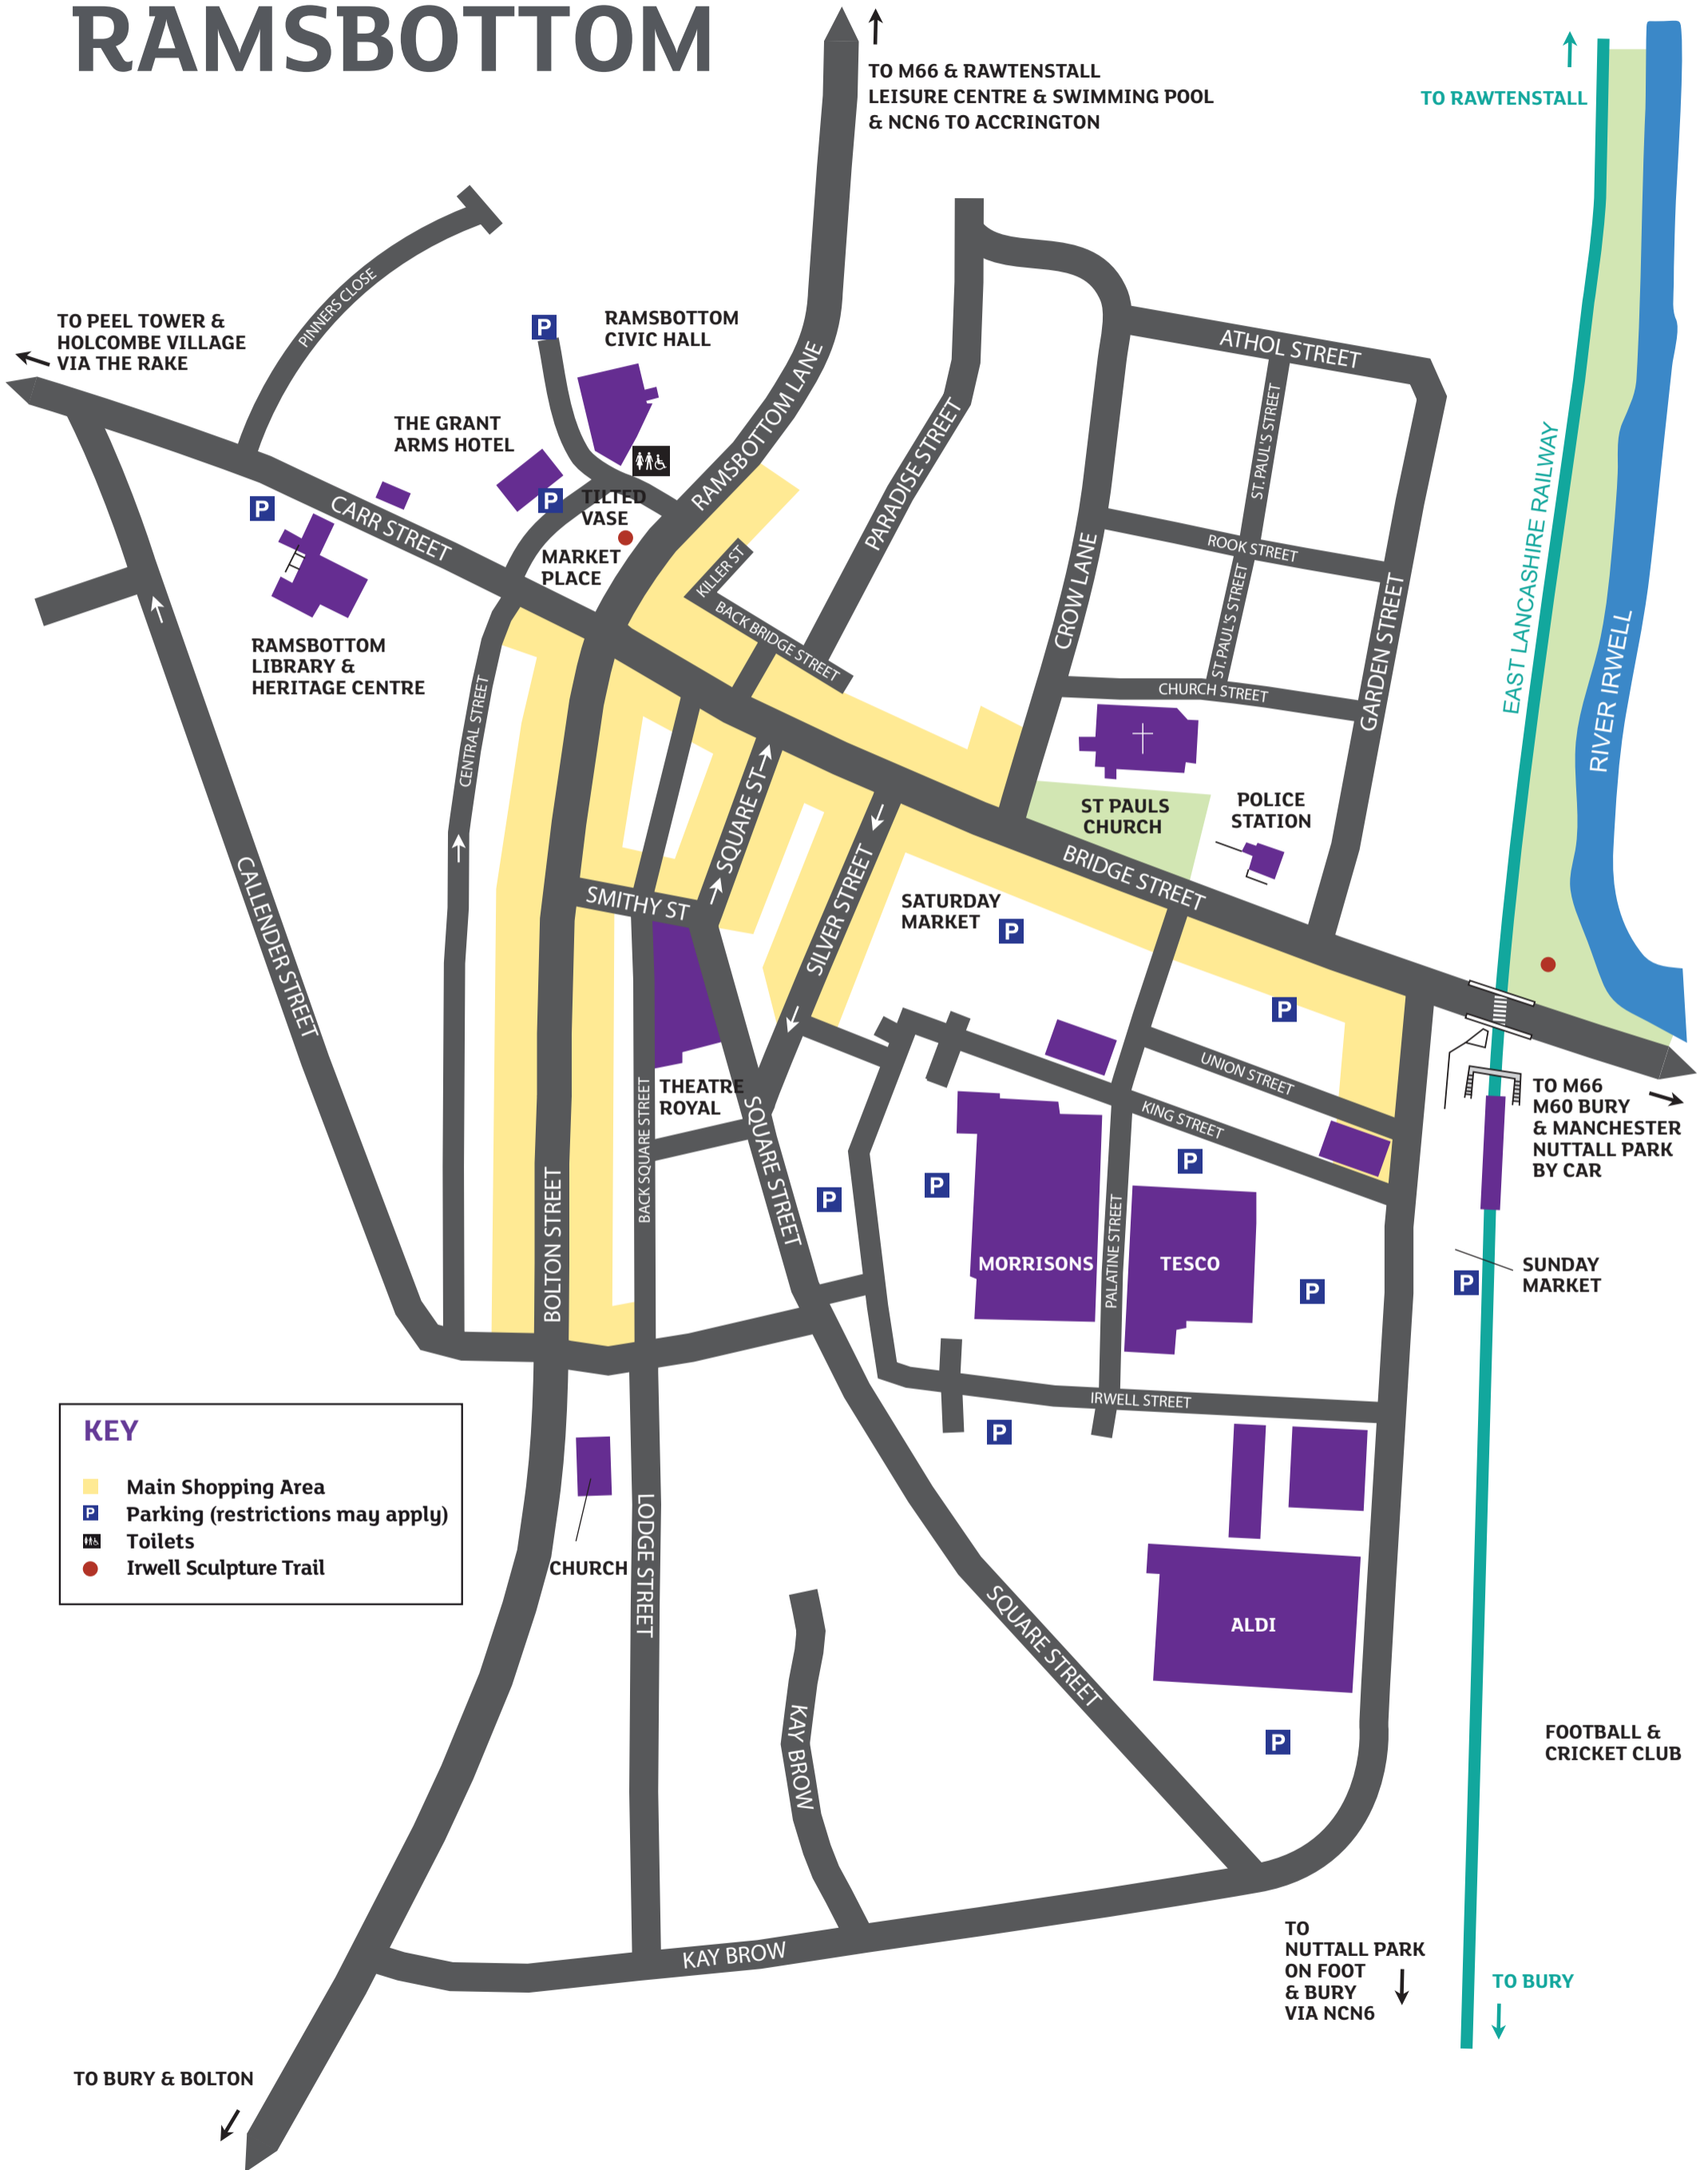 RAMSBOTTOM
TO M66 & RAWTENSTALL
LEISURE CENTRE & SWIMMING POOL
& NCN6 TO ACCRINGTON
TO RAWTENSTALL
PINNERS CLOSE
TO PEEL TOWER &
HOLCOMBE VILLAGE
VIA THE RAKE
P
RAMSBOTTOM
CIVIC HALL
RAMSBOTTOM LANE
ATHOL STREET
THE GRANT
ARMS HOTEL
PARADISE STREET
ST. PAUL'S STREET
EAST LANCASHIRE RAILWAY
P
CARR STREET
P
TILTED
VASE
MARKET
PLACE
KILLER ST
BACK BRIDGE STREET
CROW LANE
ROOK STREET
ST. PAUL'S STREET
GARDEN STREET
RIVER IRWELL
RAMSBOTTOM
LIBRARY &
HERITAGE CENTRE
CENTRAL STREET
CHURCH STREET
ST PAULS
CHURCH
POLICE
STATION
SQUARE ST
SILVER STREET
BRIDGE STREET
CALLENDER STREET
SMITHY ST
SATURDAY
MARKET
P
P
THEATRE
ROYAL
UNION STREET
KING STREET
TO M66
M60 BURY
& MANCHESTER
NUTTALL PARK
BY CAR
BOLTON STREET
BACK SQUARE STREET
SQUARE STREET
P
P
P
PALATINE STREET
MORRISONS
TESCO
P
P
SUNDAY
MARKET
IRWELL STREET
P
KEY
Main Shopping Area
P
Parking (restrictions may apply)
Toilets
Irwell Sculpture Trail
CHURCH
LODGE STREET
SQUARE STREET
ALDI
KAY BROW
P
FOOTBALL &
CRICKET CLUB
KAY BROW
TO
NUTTALL PARK
ON FOOT
& BURY
VIA NCN6
TO BURY
TO BURY & BOLTON